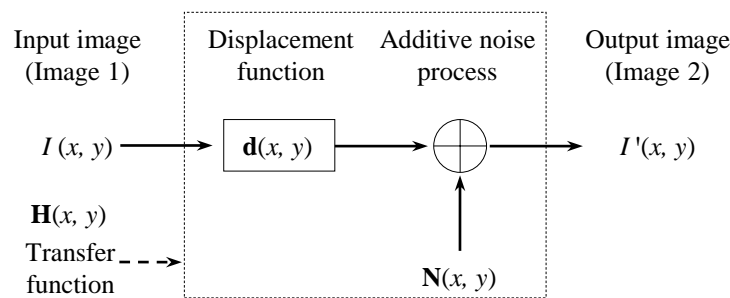 Input image
(Image 1)
Displacement
function
Additive noise
process
Output image
(Image 2)
I (x, y)
d(x, y)
I '(x, y)
H(x, y)
Transfer
function
N(x, y)